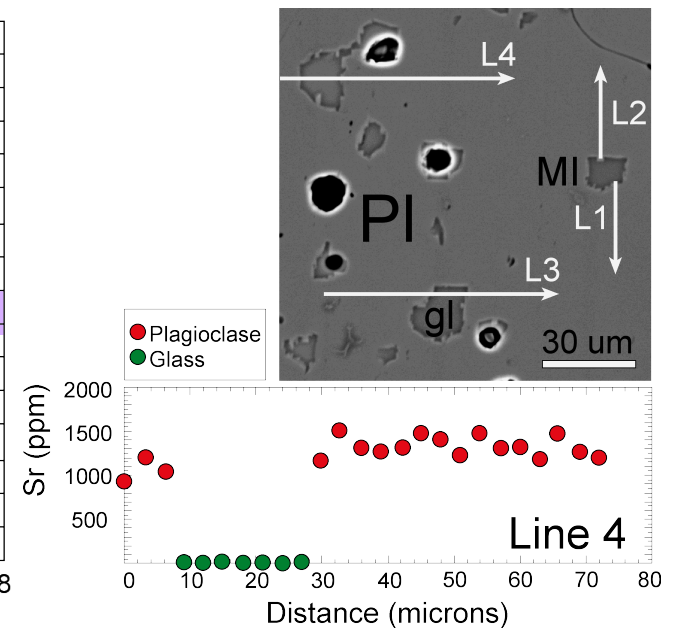 L4
L2
MI
Pl
L1
L3
gl
30 um
Plagioclase
Glass
2000
1500
1000
500
Sr (ppm)
Line 4
0 10 20 30 40 50 60 70 80
Distance (microns)
8